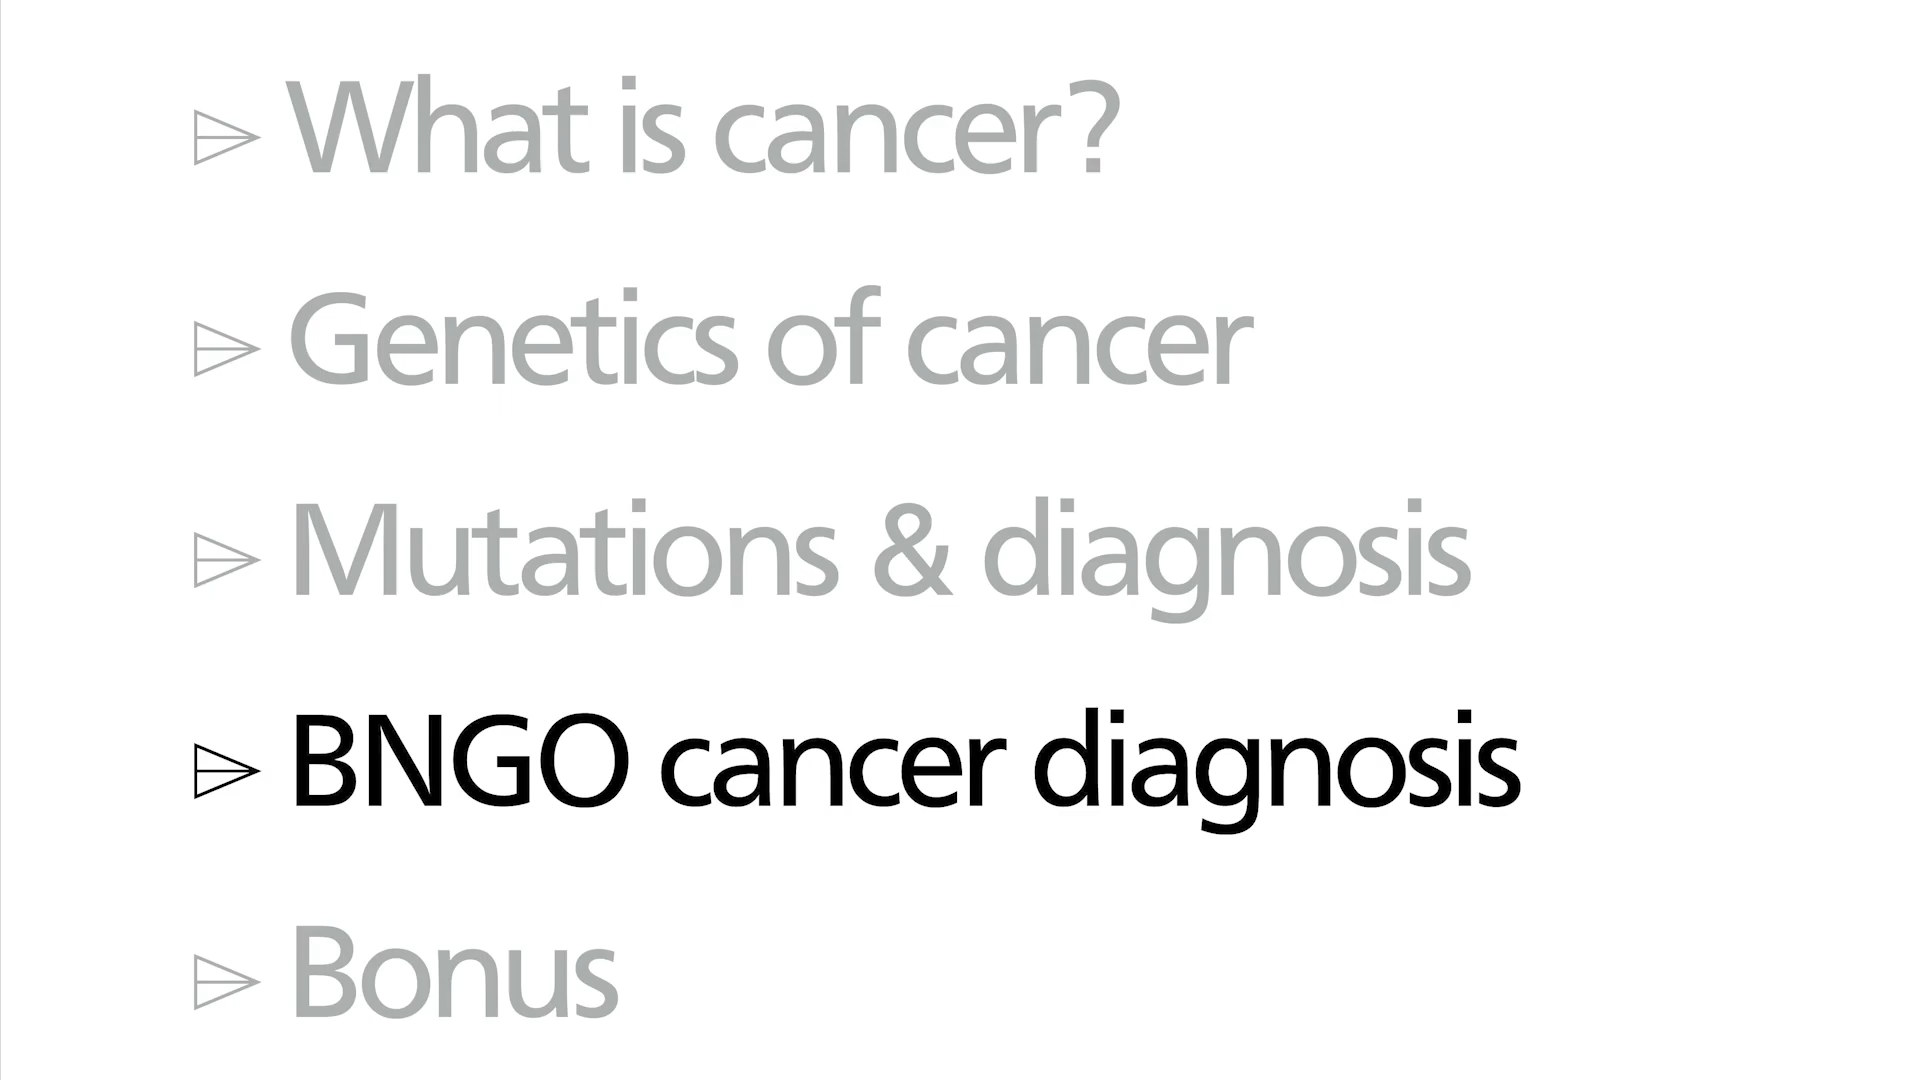 What is cancer?
Genetics of cancer
Mutations & diagnosis
BNGO cancer diagnosis
Bonus